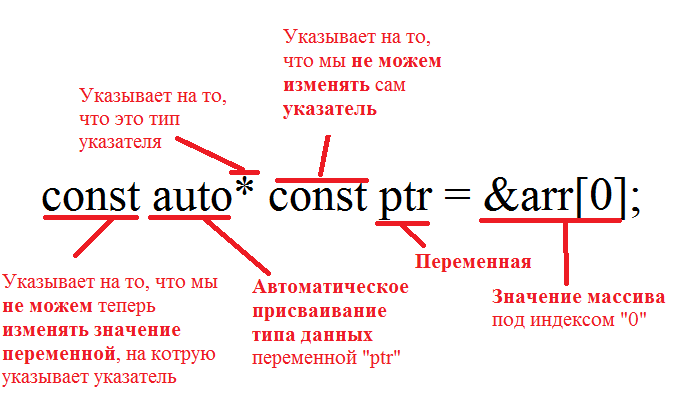 Указывает на то,
что мы не можем
изменять сам
указатель
Указывает на то,
что это тип
указателя
const auto* const ptr = &arr[0];
Указывает на то, что мы
не можем теперь
изменять значение
переменной, на котрую
указывает указатель
Автоматическое
присваивание
типа данных
переменной "ptr"
Переменная
Значение массива
под индексом "0"